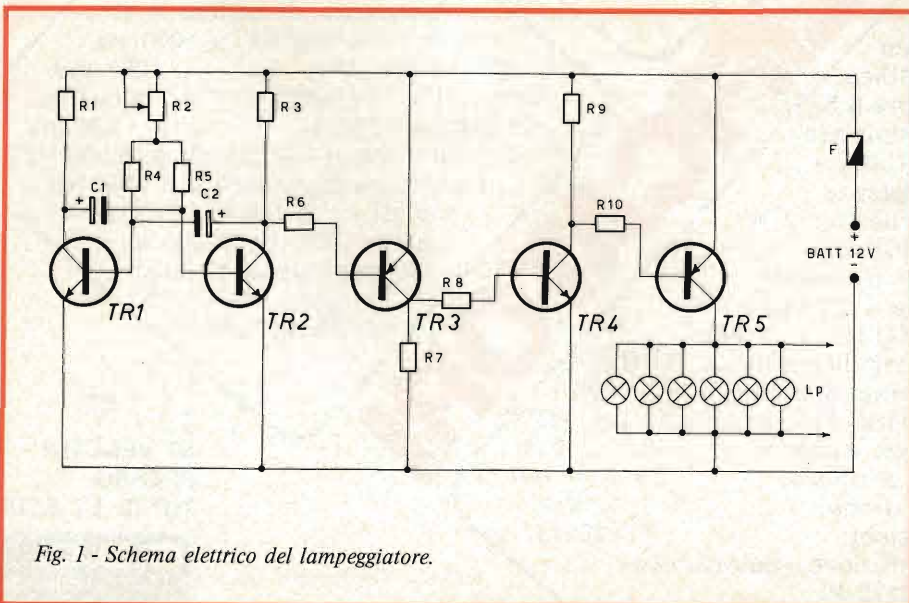 R1
R2
R3
R9
F
R4
R5
C1
C2
+
+
R6
R10
+
BATT 12V
-
R8
TR1
TR2
TR3
TR4
TR5
R7
Lp
Fig. 1 - Schema elettrico del lampeggiatore.